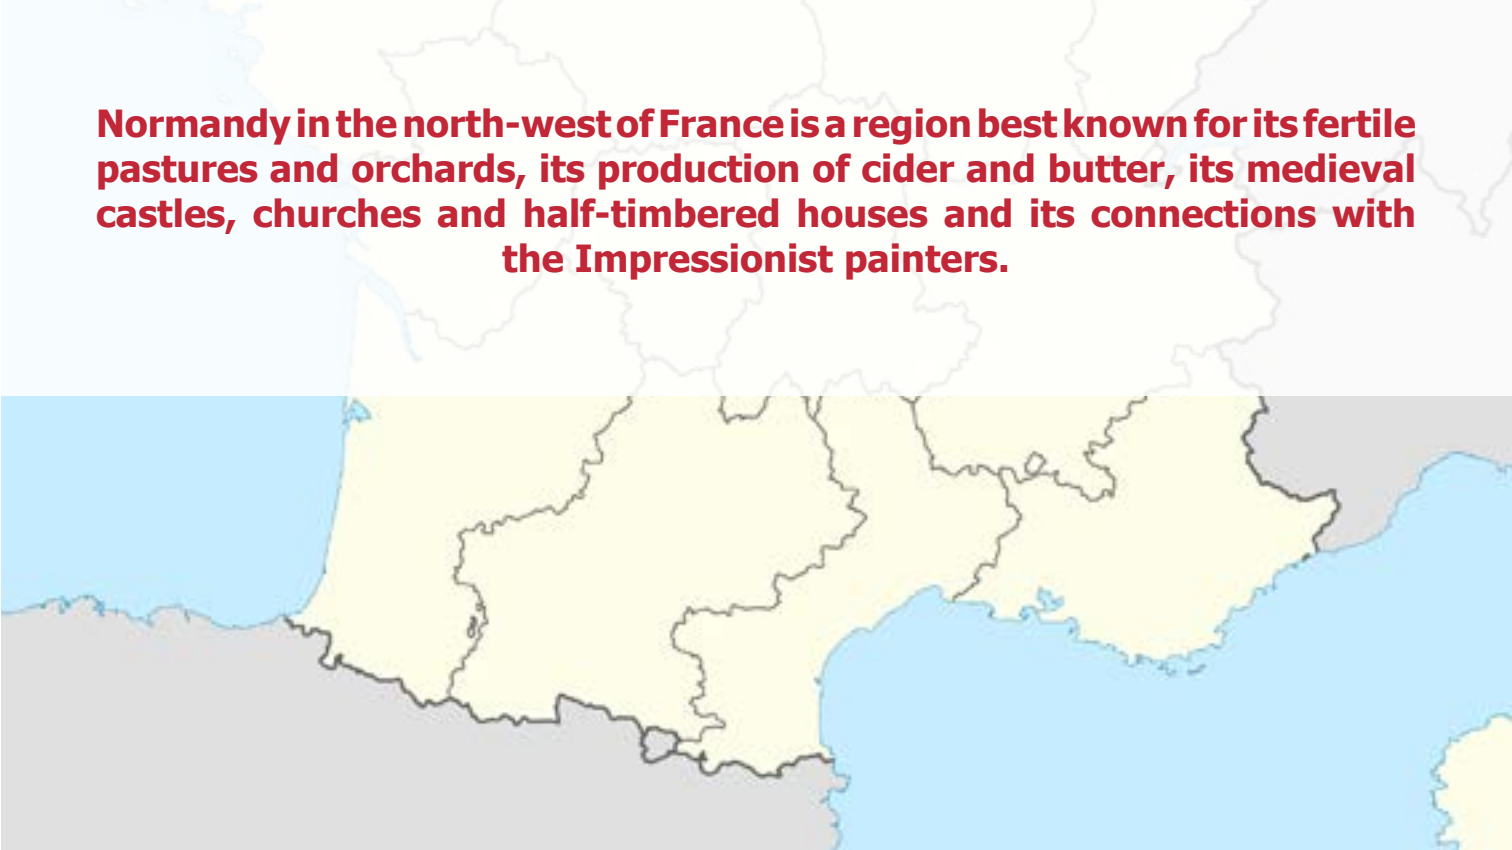 Normandy in the north-west of France is a region best known for its fertile
pastures and orchards, its production of cider and butter, its medieval
castles, churches and half-timbered houses and its connections with
the Impressionist painters.